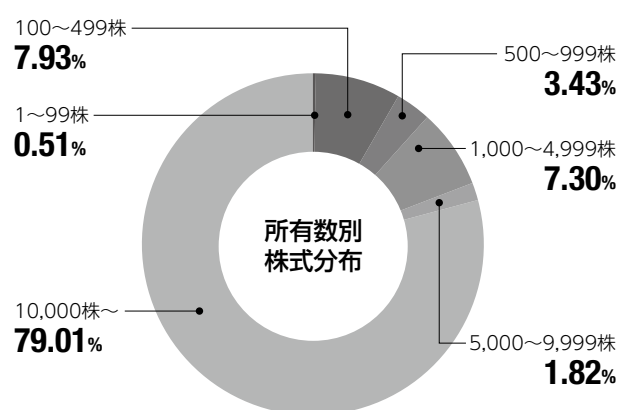 100〜499株
7.93%
1〜99株
0.51%
10,000株〜
79.01%
所有数別
株式分布
500〜999株
3.43%
1,000〜4,999株
7.30%
5,000〜9,999株
1.82%